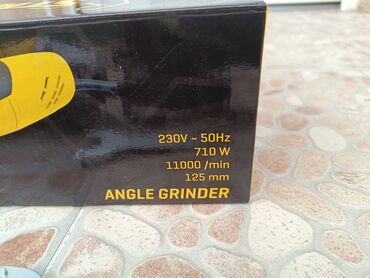 230V ~ 50Hz
710 W
11000 /min
125 mm
ANGLE GRINDER